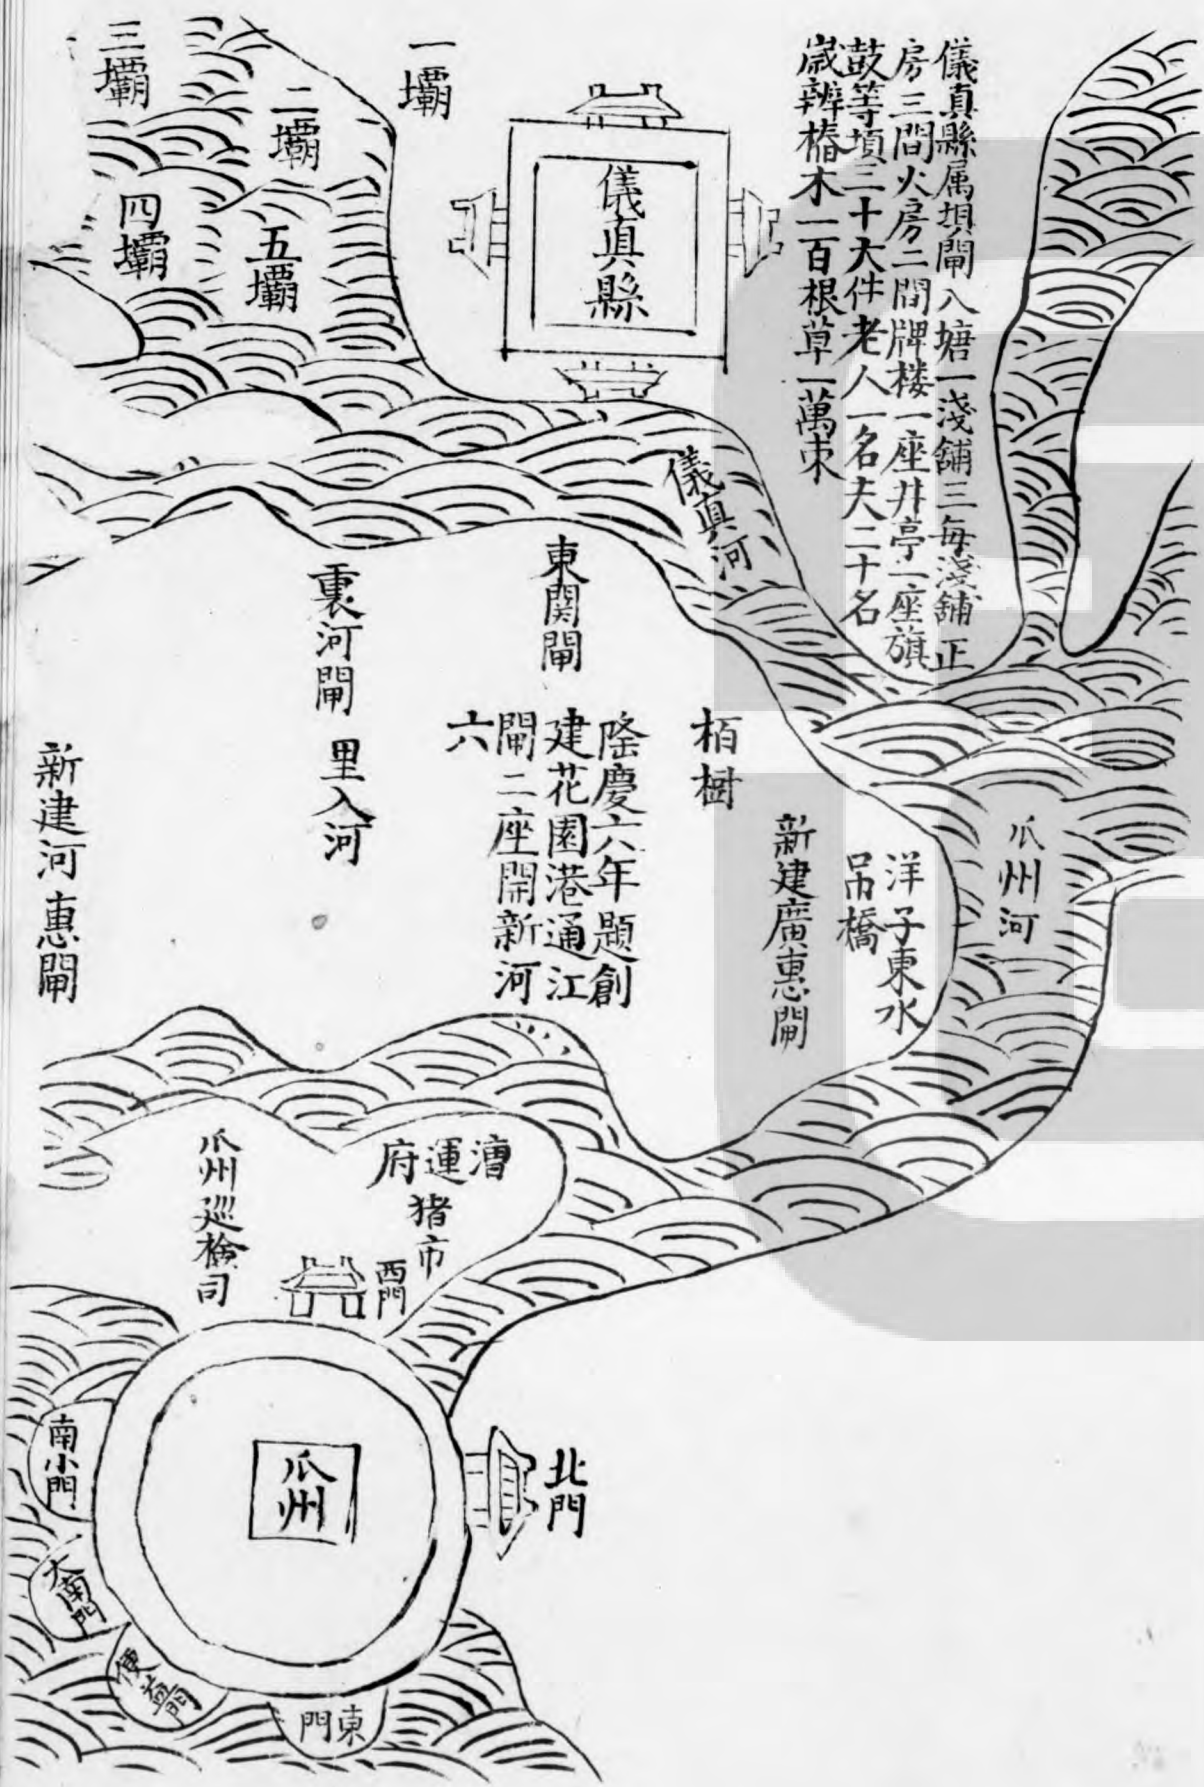 儀真縣属垻閘八塘一淺舖三每淺舖正
房三間火房二間牌楼一座井亭一座旗
鼓等項三十六件老人一名夫二十名
嵗辦樁木一百根草一萬束
儀真縣
一壩
二壩
三壩
五壩
四壩
儀真河
東関閘
裏河閘
瓜州河
洋子東水
吊橋
新建廣惠閘
栢樹
隆慶六年題創
建花園港通江
閘二座開新河
六
里入河
新建河惠閘
漕運府
猪市
瓜州巡檢司
西門
瓜州
北門
南小門
大南門
便益門
東門